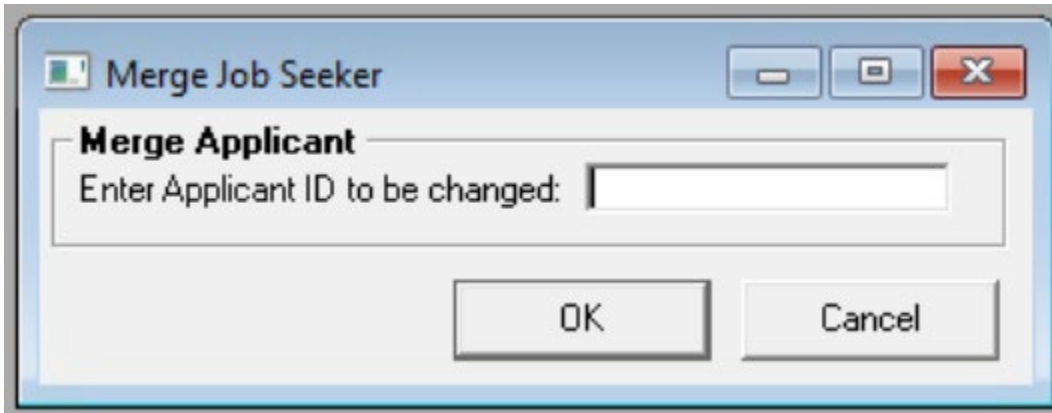 Merge Job Seeker
Merge Applicant
Enter Applicant ID to be changed:
OK Cancel